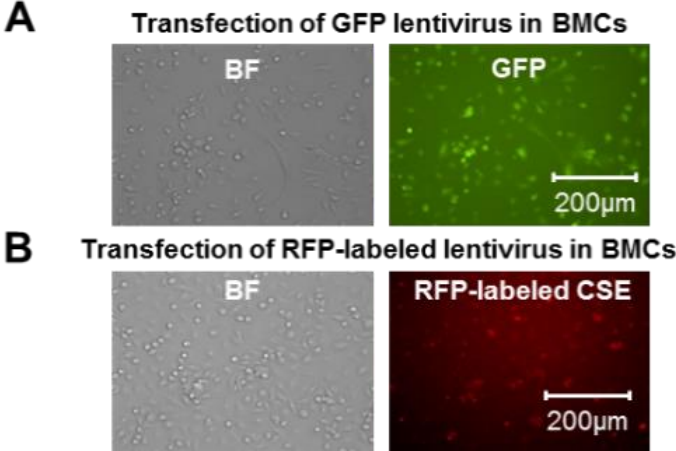 A
Transfection of GFP lentivirus in BMCs
BF
GFP
200µm
B
Transfection of RFP-labeled lentivirus in BMCs
BF
RFP-labeled CSE
200µm